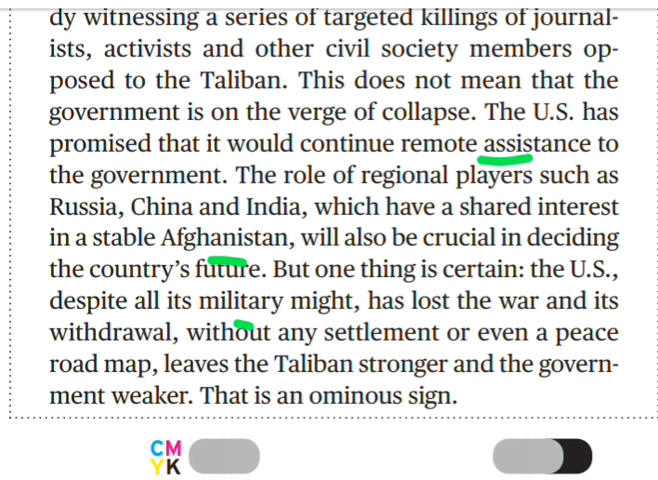 dy witnessing a series of targeted killings of journal-
ists, activists and other civil society members op-
posed to the Taliban. This does not mean that the
government is on the verge of collapse. The U.S. has
promised that it would continue remote assistance to
the government. The role of regional players such as
Russia, China and India, which have a shared interest
in a stable Afghanistan, will also be crucial in deciding
the country's future. But one thing is certain: the U.S.,
despite all its military might, has lost the war and its
withdrawal, without any settlement or even a peace
road map, leaves the Taliban stronger and the govern-
ment weaker. That is an ominous sign.
CM
YK